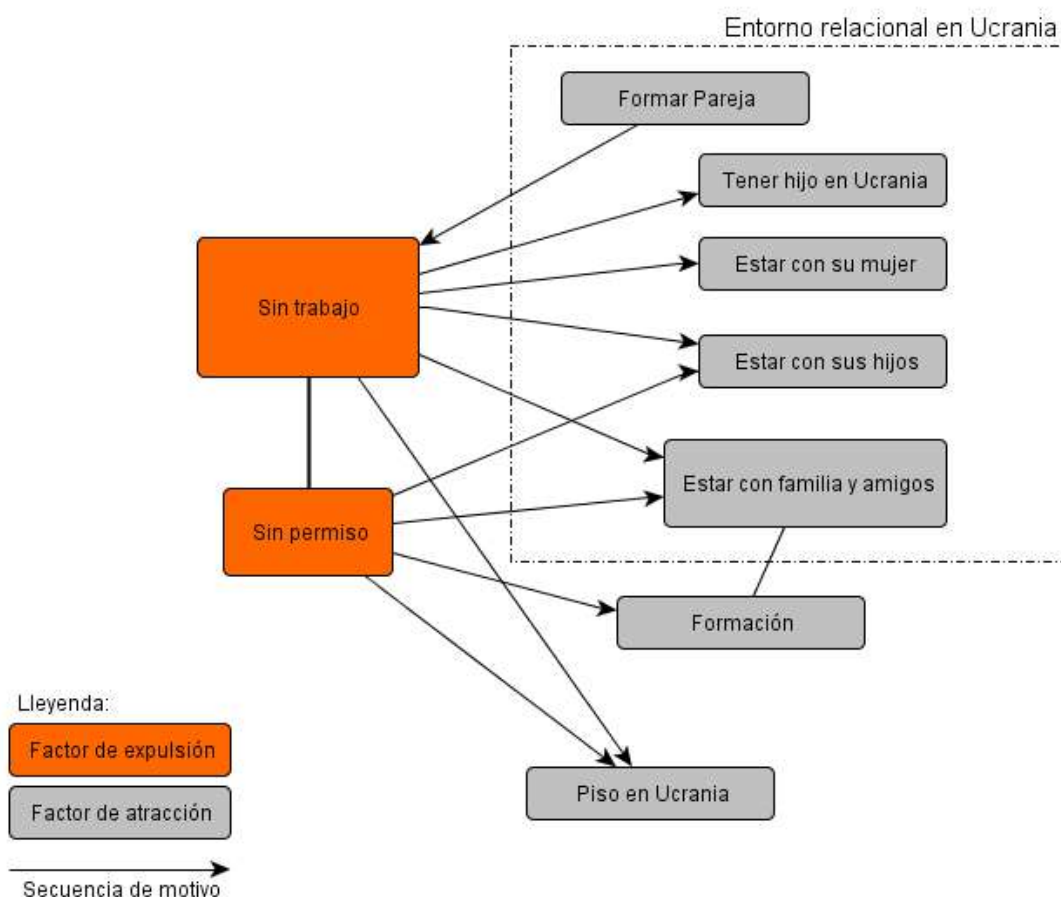 Entorno relacional en Ucrania
Formar Pareja
Tener hijo en Ucrania
Estar con su mujer
Sin trabajo
Estar con sus hijos
Estar con familia y amigos
Sin permiso
Formación
Lleyenda:
Factor de expulsión
Piso en Ucrania
Factor de atracción
Secuencia de motivo